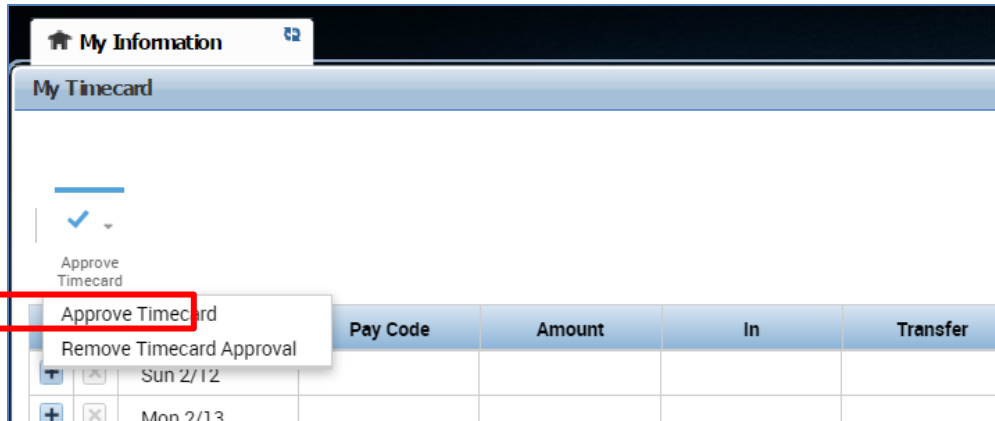 My Information
My Timecard
Approve
Timecard
Approve Timecard
Remove Timecard Approval
Pay Code Amount In Transfer
Sun 2/12
Mon 2/13